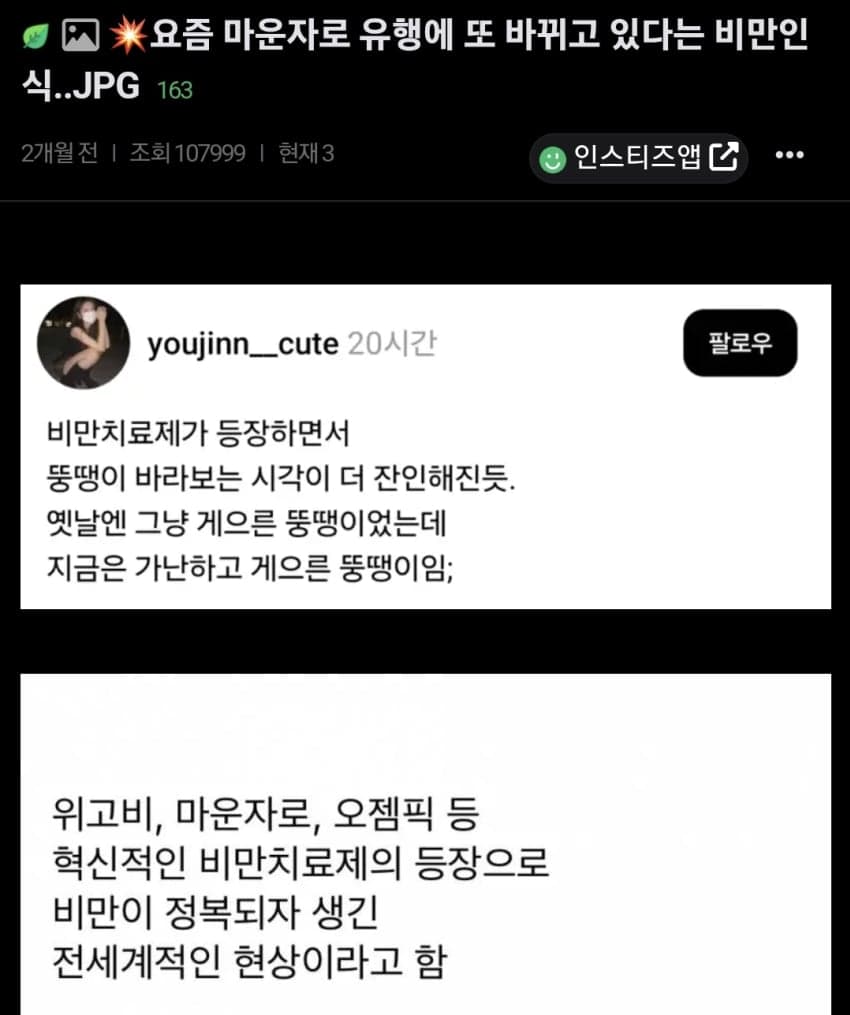 요즘 마운자로 유행에 또 바뀌고 있다는 비만인
식..JPG 163
2개월 전 | 조회 107999 | 현재 3
인스티즈앱
youjinn__cute 20시간
팔로우
비만치료제가 등장하면서
뚱땡이 바라보는 시각이 더 잔인해진듯.
옛날엔 그냥 게으른 뚱땡이었는데
지금은 가난하고 게으른 뚱땡이임;
위고비, 마운자로, 오젬픽 등
혁신적인 비만치료제의 등장으로
비만이 정복되자 생긴
전세계적인 현상이라고 함